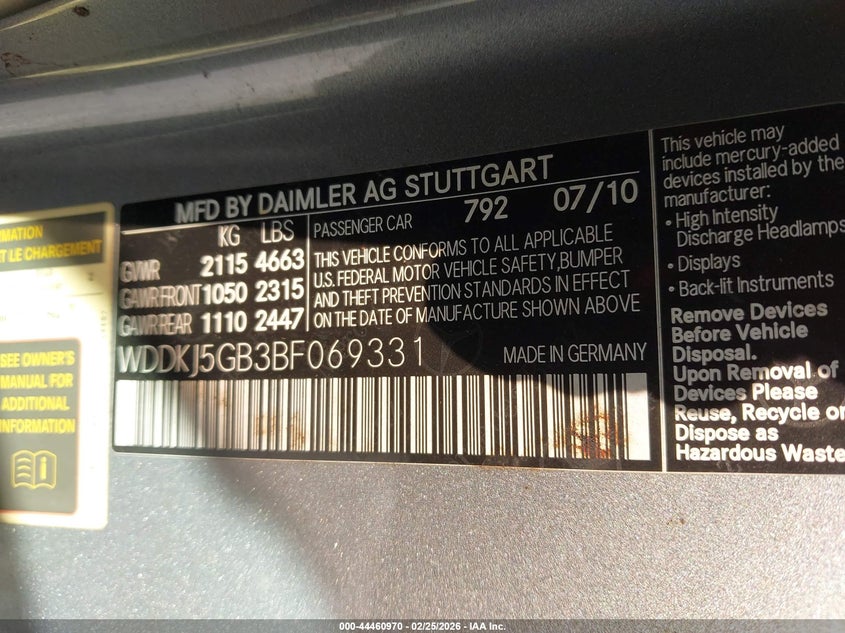 MATION
T LE CHARGEMENT
SEE OWNER'S
MANUAL FOR
ADDITIONAL
INFORMATION
MFD BY DAIMLER AG STUTTGART
KG LBS
GVWR 2115 4663
GAWR FRONT 1050 2315
GAWR REAR 1110 2447
PASSENGER CAR 792 07/10
THIS VEHICLE CONFORMS TO ALL APPLICABLE
U.S. FEDERAL MOTOR VEHICLE SAFETY, BUMPER
AND THEFT PREVENTION STANDARDS IN EFFECT
ON THE DATE OF MANUFACTURE SHOWN ABOVE
WDDKJ5GB3BF069331
MADE IN GERMANY
This vehicle may
include mercury-added
devices installed by the
manufacturer:
• High Intensity
Discharge Headlamps
• Displays
• Back-lit Instruments
Remove Devices
Before Vehicle
Disposal.
Upon Removal of
Devices Please
Reuse, Recycle or
Dispose as
Hazardous Waste
000-44460970 - 02/25/2026 - IAA Inc.